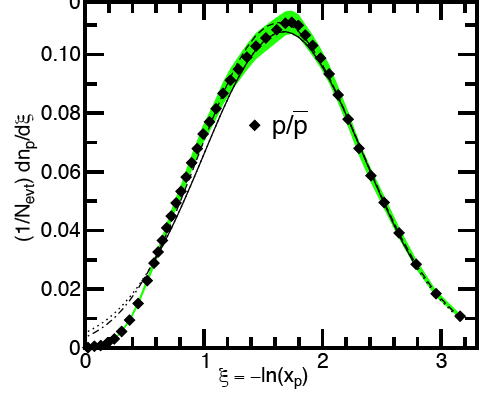 0
0.10
0.08
0.06
0.04
0.02
0
(1/N_evt) dn_p/dξ
p/p̅
0 1 2 3
ξ = −ln(x_p)